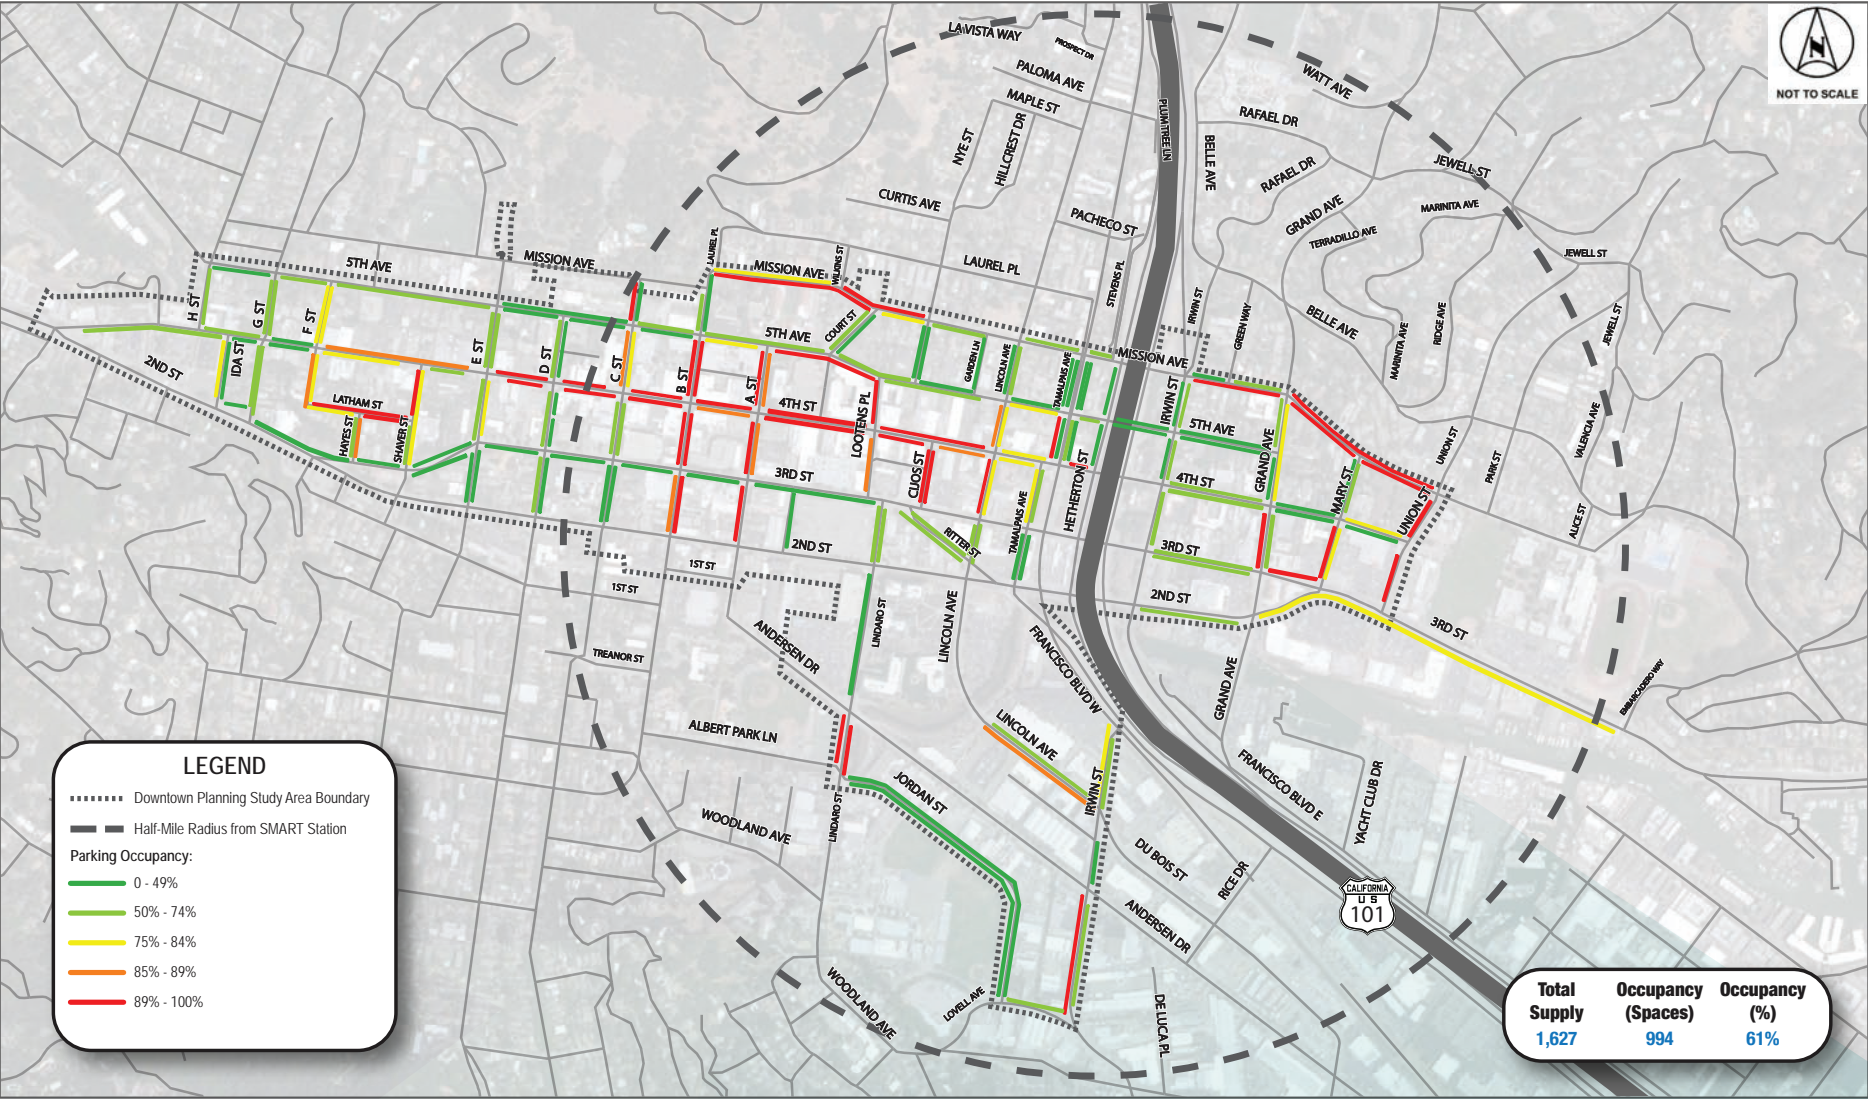 N
NOT TO SCALE
LA VISTA WAY
PROSPECT DR
PALOMA AVE
MAPLE ST
NYE ST
HILLCREST DR
CURTIS AVE
PACHECO ST
LAUREL PL
STEVENS PL
PLUMTREE LN
BELLE AVE
WATT AVE
RAFAEL DR
RAFAEL DR
JEWELL ST
GRAND AVE
MARINITA AVE
TERRADILLO AVE
JEWELL ST
IRWIN ST
GREEN WAY
BELLE AVE
MARINITA AVE
RIDGE AVE
JEWELL ST
VALENCIA AVE
UNION ST
PARK ST
ALICE ST
5TH AVE
MISSION AVE
LAUREL PL
MISSION AVE
WILKINS ST
COURT ST
5TH AVE
GARDEN LN
LINCOLN AVE
TAMALPAIS AVE
MISSION AVE
H ST
G ST
F ST
IDA ST
2ND ST
E ST
D ST
C ST
B ST
A ST
LATHAM ST
HAYES ST
SHAVER ST
4TH ST
LOOTENS PL
CIJOS ST
3RD ST
RITTER ST
TAMALPAIS AVE
HETHERTON ST
IRWIN ST
5TH AVE
GRAND AVE
4TH ST
MARY ST
UNION ST
3RD ST
2ND ST
3RD ST
EMBARCADERO WAY
2ND ST
1ST ST
1ST ST
TREANOR ST
ANDERSEN DR
LINDARO ST
LINCOLN AVE
FRANCISCO BLVD W
GRAND AVE
ALBERT PARK LN
LINCOLN AVE
IRWIN ST
JORDAN ST
LINDARO ST
WOODLAND AVE
FRANCISCO BLVD E
YACHT CLUB DR
DU BOIS ST
RICE DR
ANDERSEN DR
WOODLAND AVE
LOVELL AVE
DE LUCA PL
CALIFORNIA
U S
101
LEGEND
Downtown Planning Study Area Boundary
Half-Mile Radius from SMART Station
Parking Occupancy:
0 - 49%
50% - 74%
75% - 84%
85% - 89%
89% - 100%
Total Supply
Occupancy (Spaces)
Occupancy (%)
1,627
994
61%